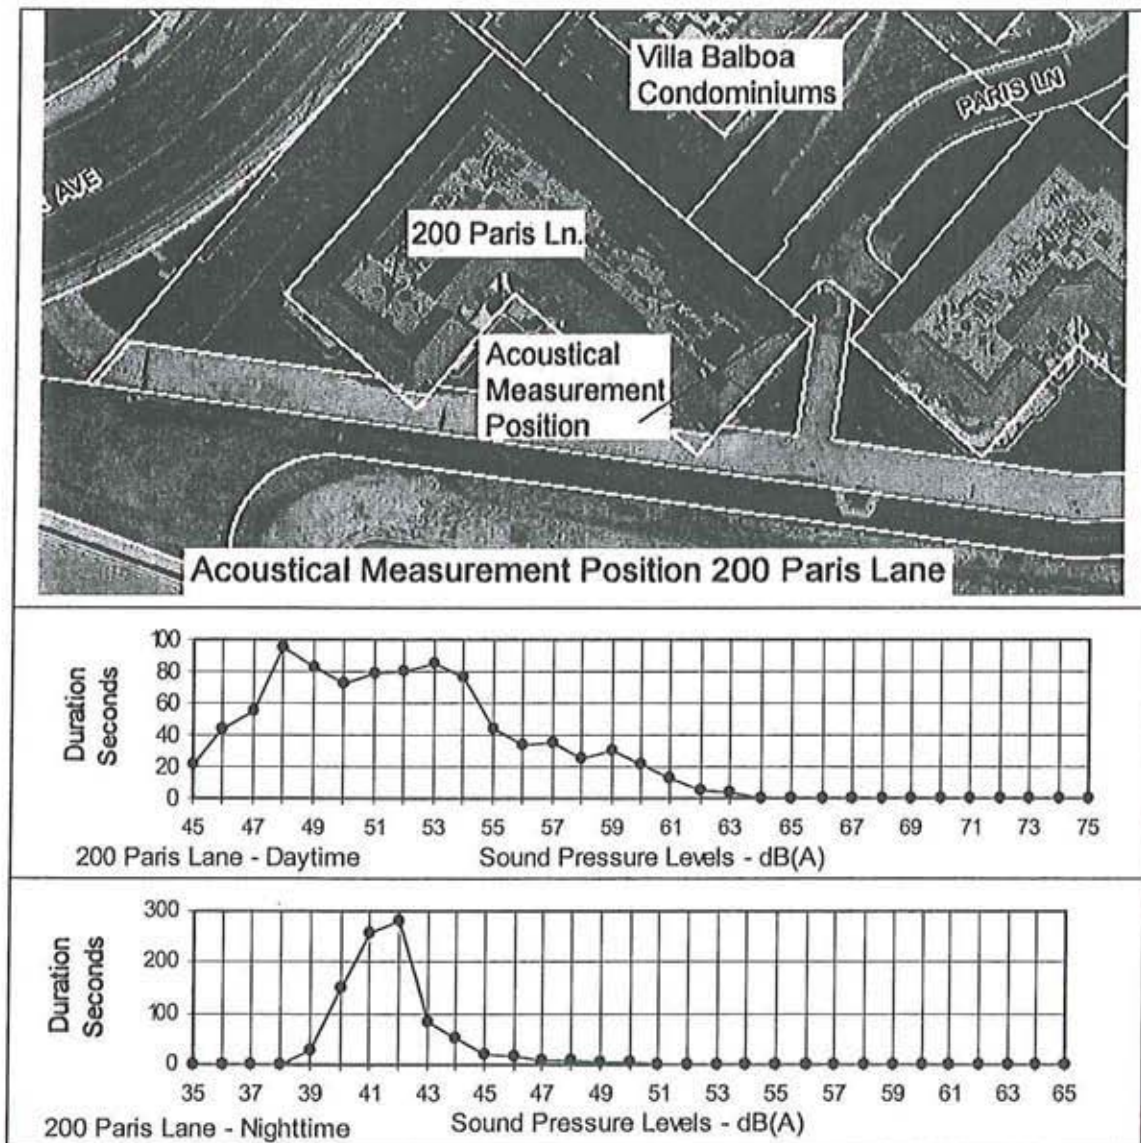 Villa Balboa
Condominiums
PARIS LN
AVE
200 Paris Ln.
Acoustical
Measurement
Position
Acoustical Measurement Position 200 Paris Lane
Duration
Seconds
100
80
60
40
20
0
45 47 49 51 53 55 57 59 61 63 65 67 69 71 73 75
200 Paris Lane - Daytime Sound Pressure Levels - dB(A)
Duration
Seconds
300
200
100
0
35 37 39 41 43 45 47 49 51 53 55 57 59 61 63 65
200 Paris Lane - Nighttime Sound Pressure Levels - dB(A)